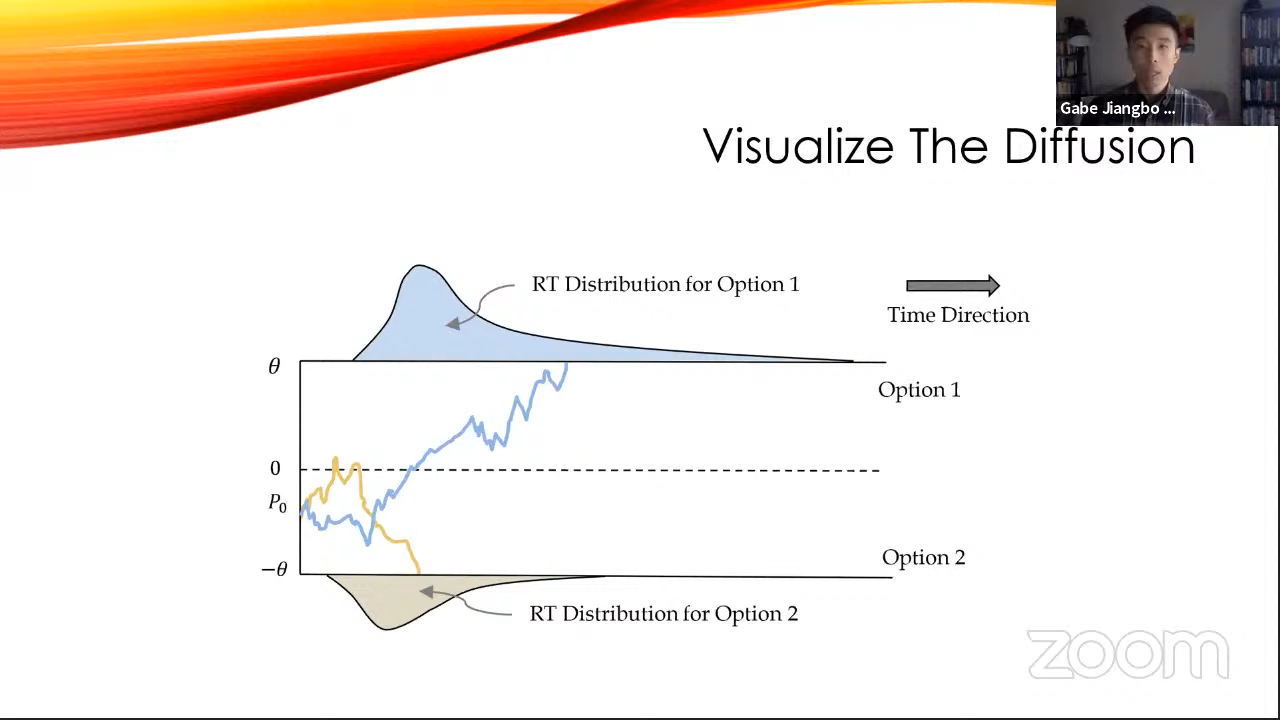 Gabe Jiangbo ...
Visualize The Diffusion
RT Distribution for Option 1
Time Direction
θ
Option 1
0
P₀
Option 2
−θ
RT Distribution for Option 2
zoom